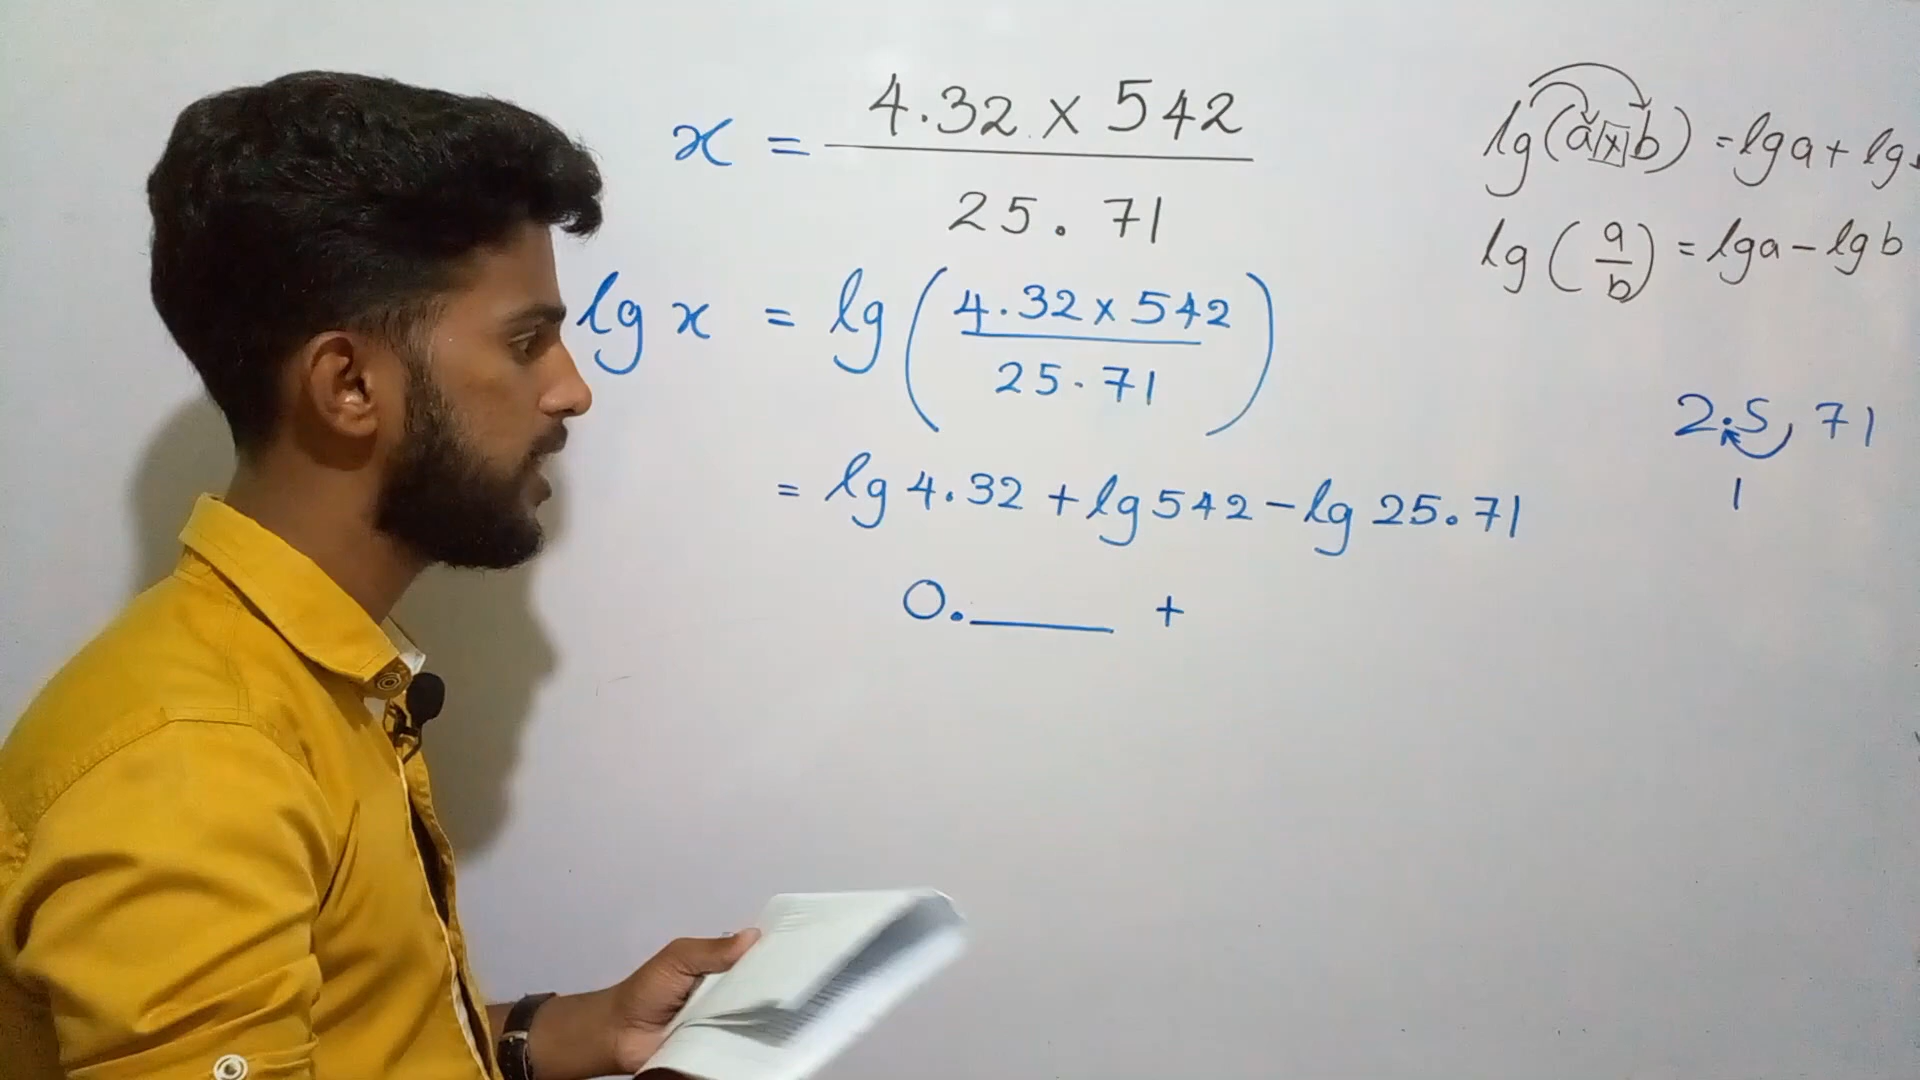 x = 4.32 x 542
25.71
lg x = lg (4.32 x 542
25.71)
= lg 4.32 + lg 542 - lg 25.71
0.____ +
lg (a x b) = lg a + lg
lg (a/b) = lg a - lg b
2.5, 71
1